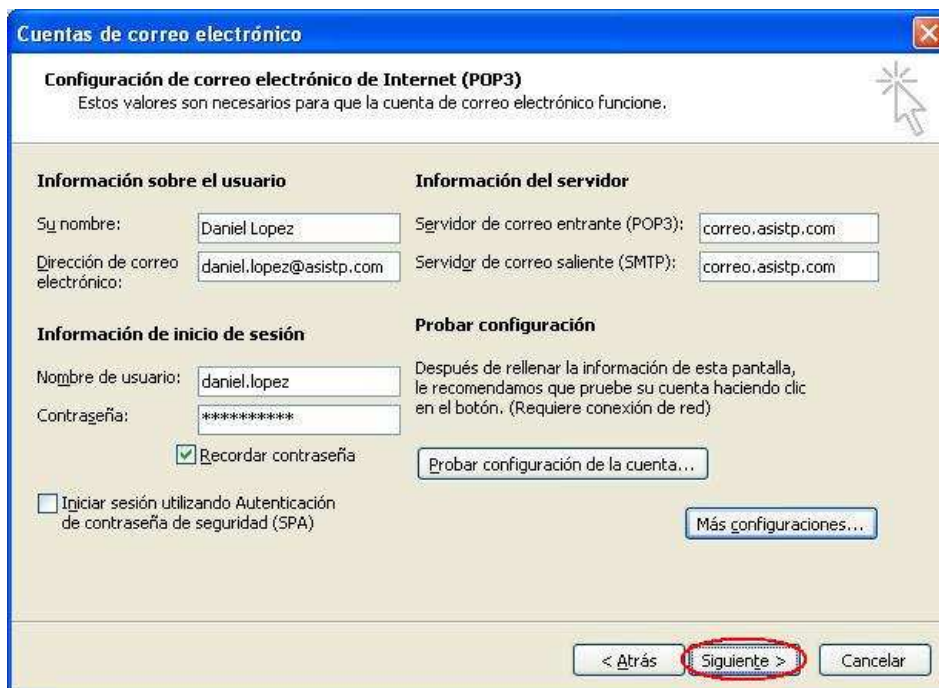 Cuentas de correo electrónico
Configuración de correo electrónico de Internet (POP3)
Estos valores son necesarios para que la cuenta de correo electrónico funcione.
Información sobre el usuario
Su nombre:
Daniel Lopez
Dirección de correo
electrónico:
daniel.lopez@asistp.com
Información de inicio de sesión
Nombre de usuario:
daniel.lopez
Contraseña:
**********
Recordar contraseña
Iniciar sesión utilizando Autenticación
de contraseña de seguridad (SPA)
Información del servidor
Servidor de correo entrante (POP3):
correo.asistp.com
Servidor de correo saliente (SMTP):
correo.asistp.com
Probar configuración
Después de rellenar la información de esta pantalla,
le recomendamos que pruebe su cuenta haciendo clic
en el botón. (Requiere conexión de red)
Probar configuración de la cuenta...
Más configuraciones...
< Atrás
Siguiente >
Cancelar